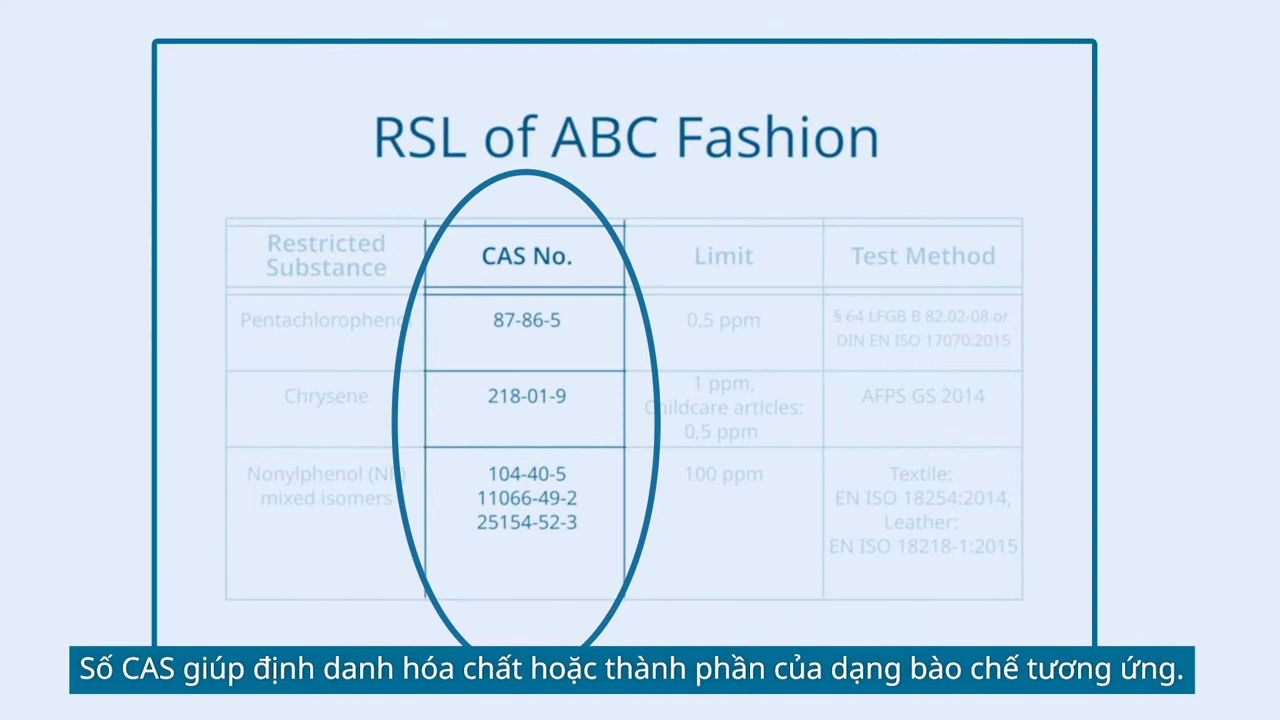 RSL of ABC Fashion
Restricted
Substance
CAS No.
Limit
Test Method
Pentachlorophenol
87-86-5
0,5 ppm
§ 64 LFGB B 82.02-08 or
DIN EN ISO 17070:2015
Chrysene
218-01-9
1 ppm,
Childcare articles:
0,5 ppm
AFPS GS 2014
Nonylphenol (NP)
mixed isomers
104-40-5
11066-49-2
25154-52-3
100 ppm
Textile:
EN ISO 18254:2014,
Leather:
EN ISO 18218-1:2015
Số CAS giúp định danh hóa chất hoặc thành phần của dạng bào chế tương ứng.